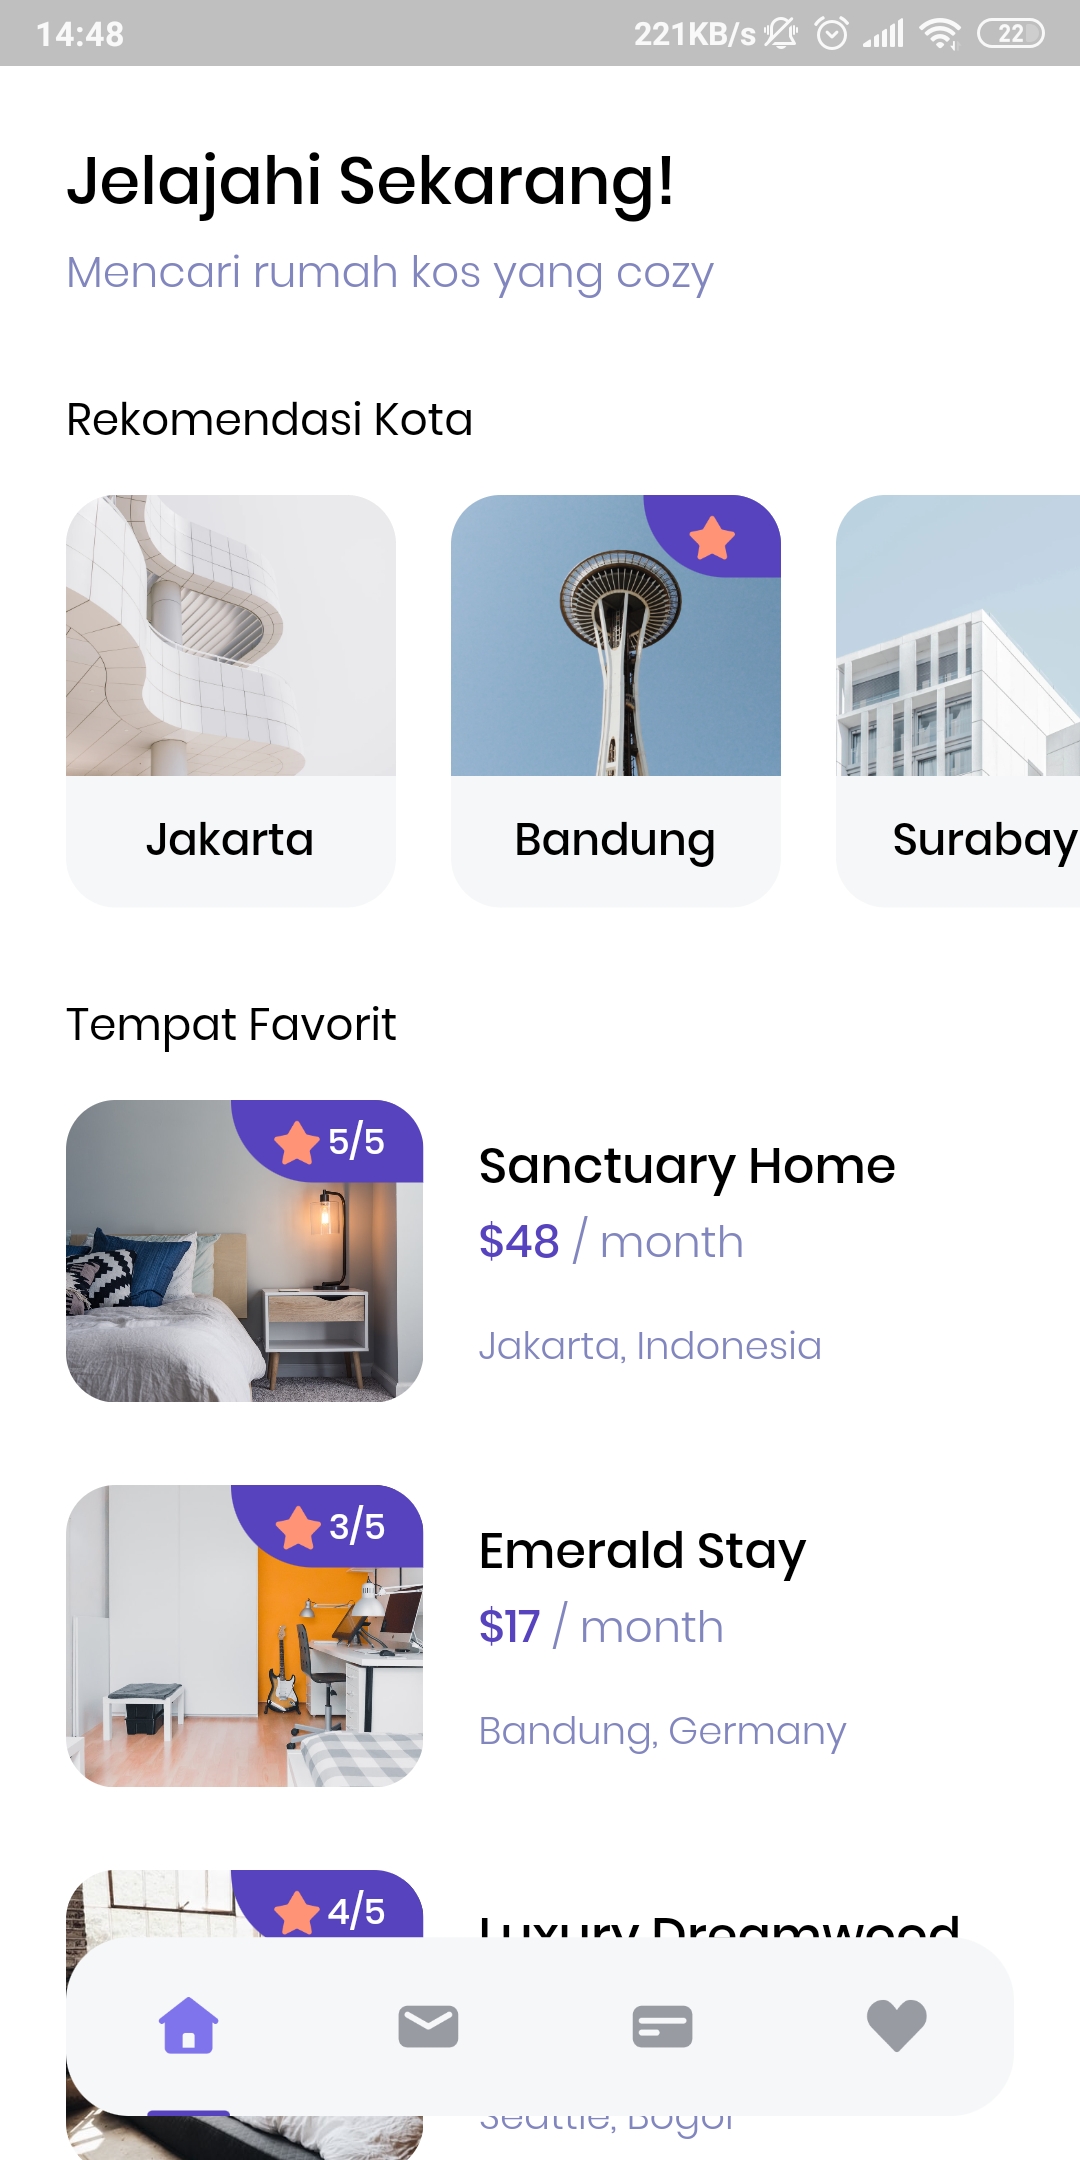 14:48 221KB/s 22
Jelajahi Sekarang!
Mencari rumah kos yang cozy
Rekomendasi Kota
Jakarta
Bandung
Surabay
Tempat Favorit
5/5
Sanctuary Home
$48 / month
Jakarta, Indonesia
3/5
Emerald Stay
$17 / month
Bandung, Germany
4/5
Luxury Dreamwood
Seattle, Bogor